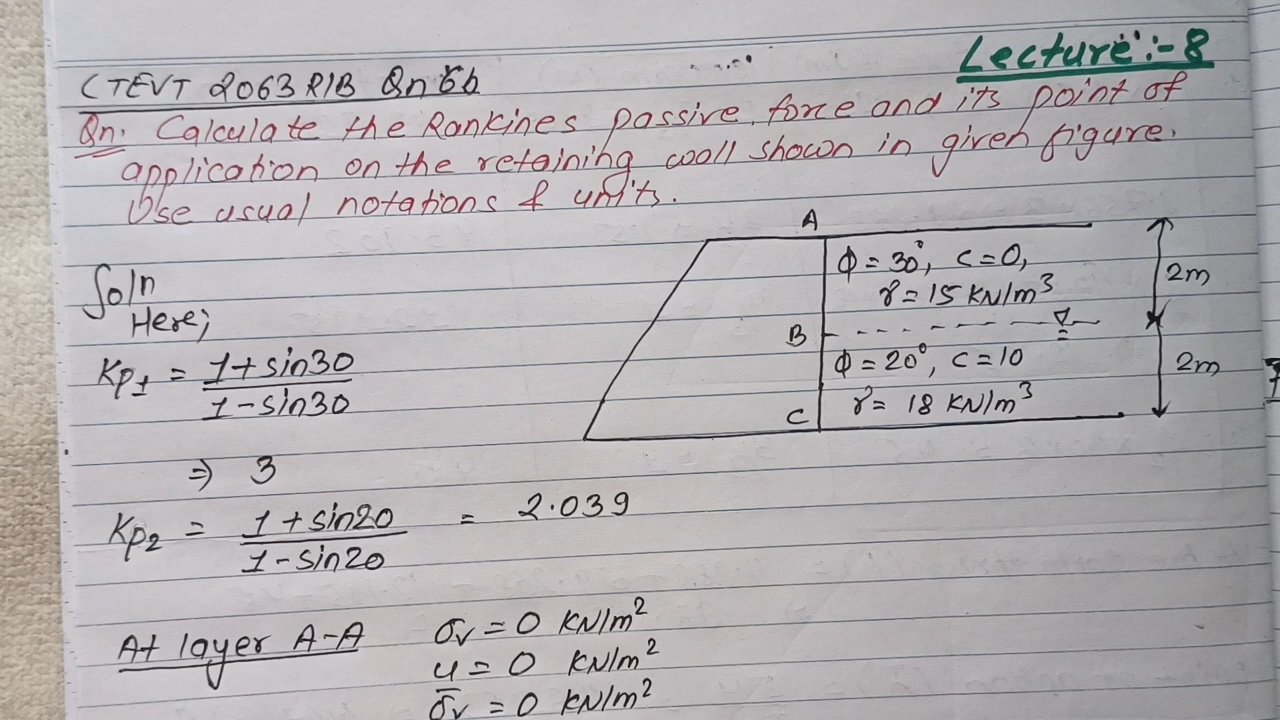 Lecture:-8
CTEVT 2063 R/B Qn 6b
Qn. Calculate the Rankines passive force and its point of
application on the retaining wall shown in given figure.
Use usual notations & units.
A
ϕ = 30°, c = 0,
γ = 15 KN/m³
2m
B
ϕ = 20°, c = 10
γ = 18 KN/m³
2m
C
Soln
Here;
Kp₁ = (1 + sin30) / (1 - sin30)
⇒ 3
Kp₂ = (1 + sin20) / (1 - sin20) = 2.039
At layer A-A σᵥ = 0 KN/m²
u = 0 KN/m²
σ̄ᵥ = 0 KN/m²